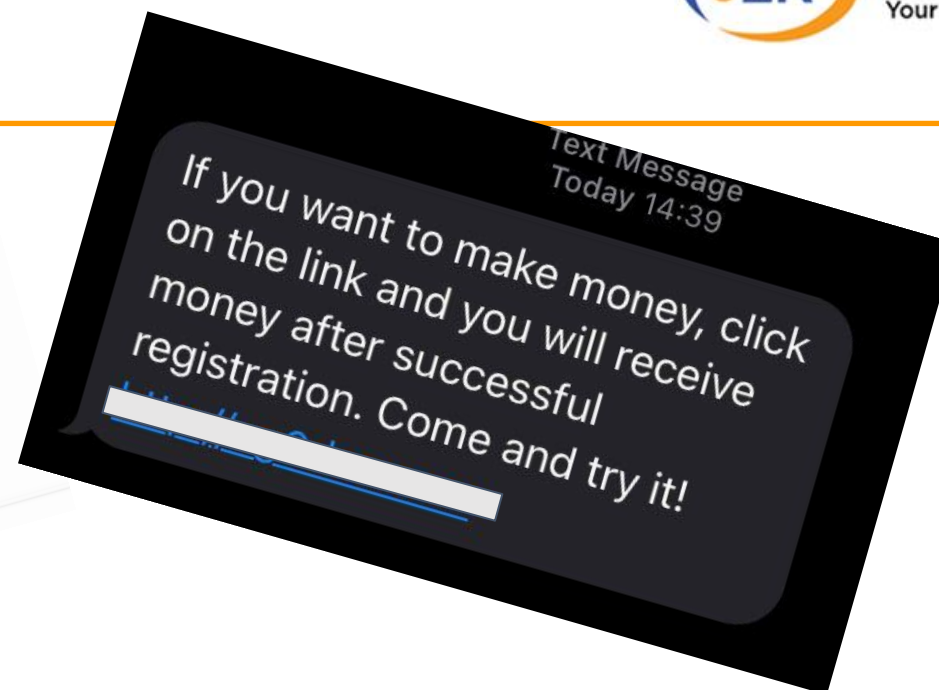 Your
Text Message
Today 14:39
If you want to make money, click
on the link and you will receive
money after successful
registration. Come and try it!